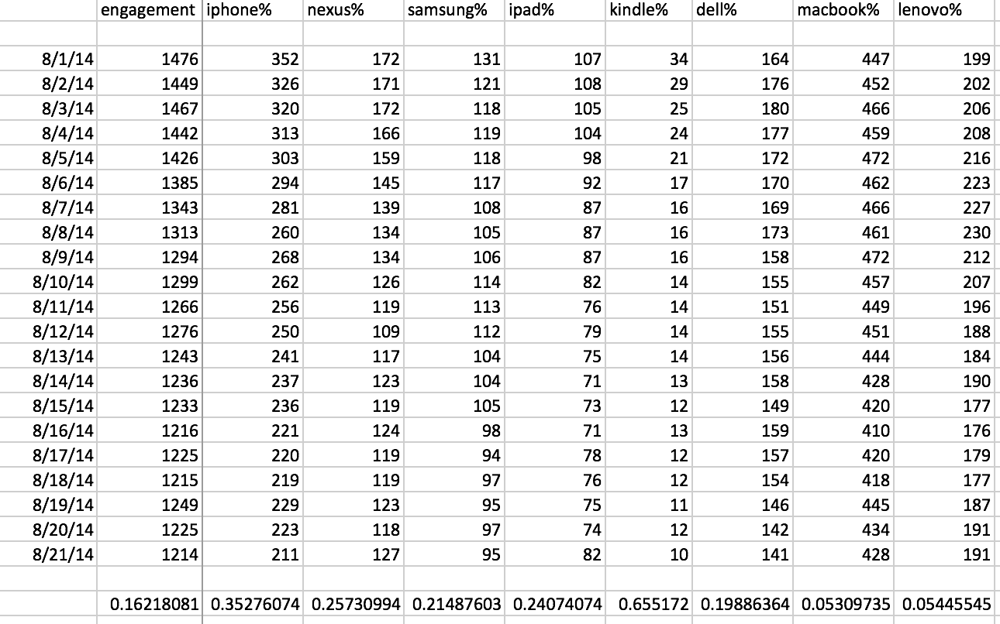 engagement iphone% nexus% samsung% ipad% kindle% dell% macbook% lenovo%
8/1/14 1476 352 172 131 107 34 164 447 199
8/2/14 1449 326 171 121 108 29 176 452 202
8/3/14 1467 320 172 118 105 25 180 466 206
8/4/14 1442 313 166 119 104 24 177 459 208
8/5/14 1426 303 159 118 98 21 172 472 216
8/6/14 1385 294 145 117 92 17 170 462 223
8/7/14 1343 281 139 108 87 16 169 466 227
8/8/14 1313 260 134 105 87 16 173 461 230
8/9/14 1294 268 134 106 87 16 158 472 212
8/10/14 1299 262 126 114 82 14 155 457 207
8/11/14 1266 256 119 113 76 14 151 449 196
8/12/14 1276 250 109 112 79 14 155 451 188
8/13/14 1243 241 117 104 75 14 156 444 184
8/14/14 1236 237 123 104 71 13 158 428 190
8/15/14 1233 236 119 105 73 12 149 420 177
8/16/14 1216 221 124 98 71 13 159 410 176
8/17/14 1225 220 119 94 78 12 157 420 179
8/18/14 1215 219 119 97 76 12 154 418 177
8/19/14 1249 229 123 95 75 11 146 445 187
8/20/14 1225 223 118 97 74 12 142 434 191
8/21/14 1214 211 127 95 82 10 141 428 191
0.16218081 0.35276074 0.25730994 0.21487603 0.24074074 0.655172 0.19886364 0.05309735 0.05445545